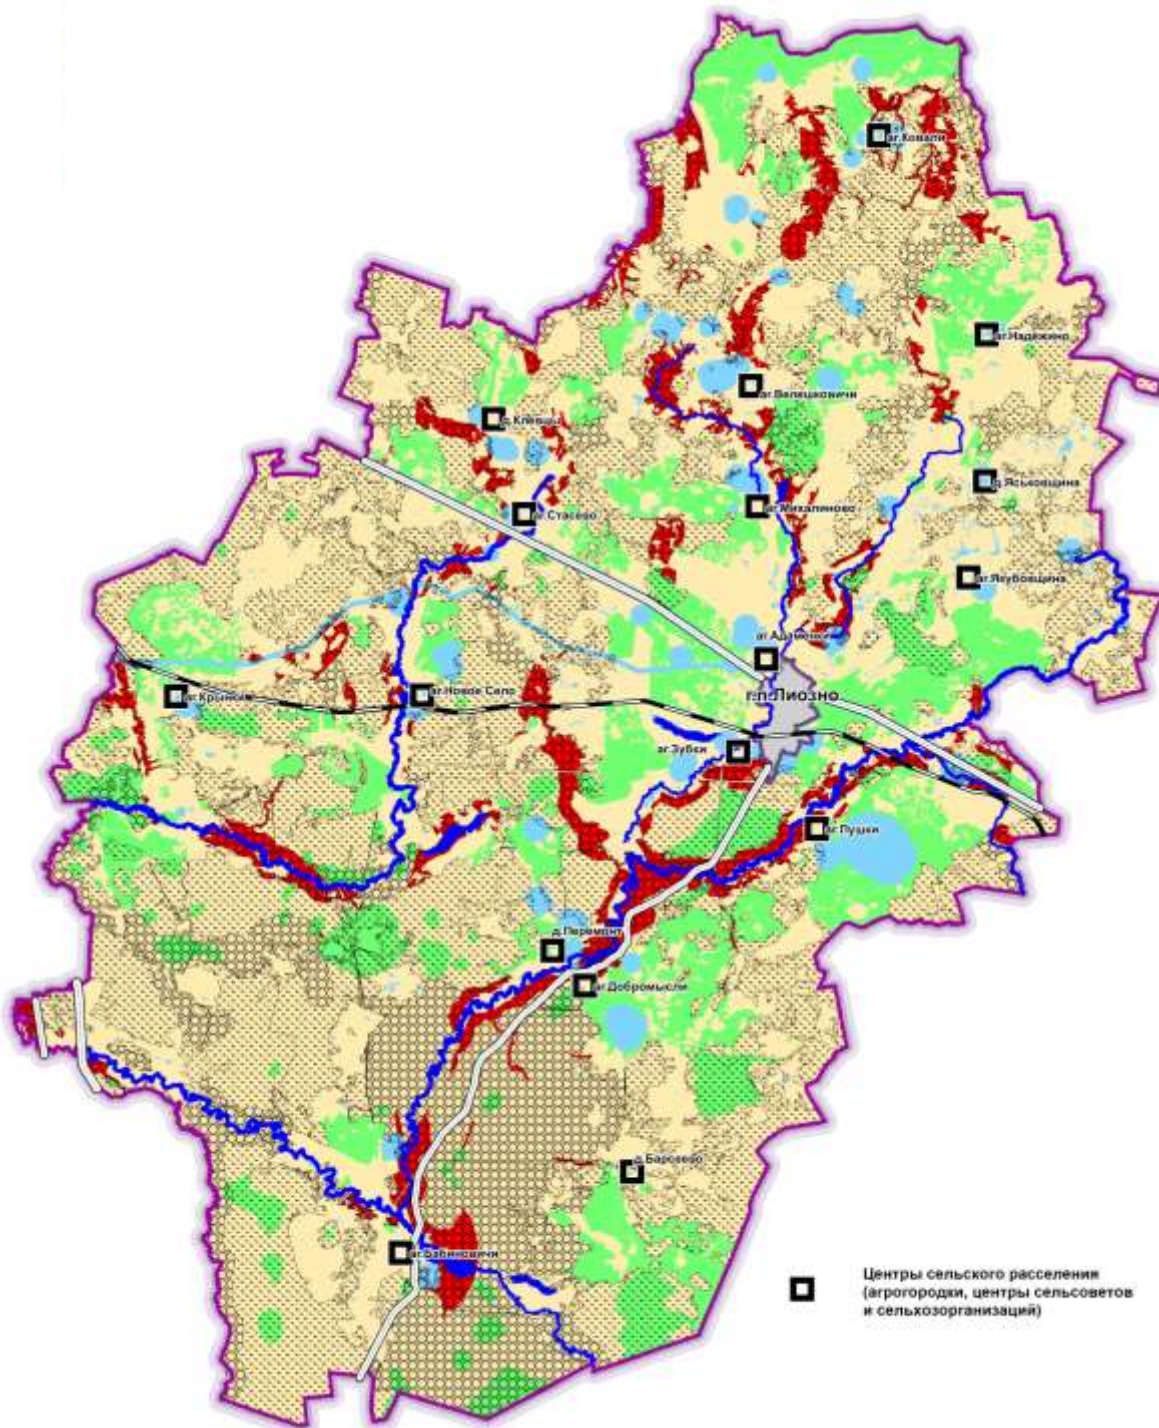 аг.Ковали
аг.Надежино
аг.Велешковичи
д.Клевцы
д.Яськовщина
аг.Михалиново
аг.Стасево
аг.Якубовщина
аг.Адаменки
аг.Крынки
аг.Новое Село
г.п.Лиозно
аг.Зубки
аг.Пушки
д.Перемонт
аг.Добромысли
д.Барсеево
аг.Бабиновичи
Центры сельского расселения
(агрогородки, центры сельсоветов
и сельхозорганизаций)